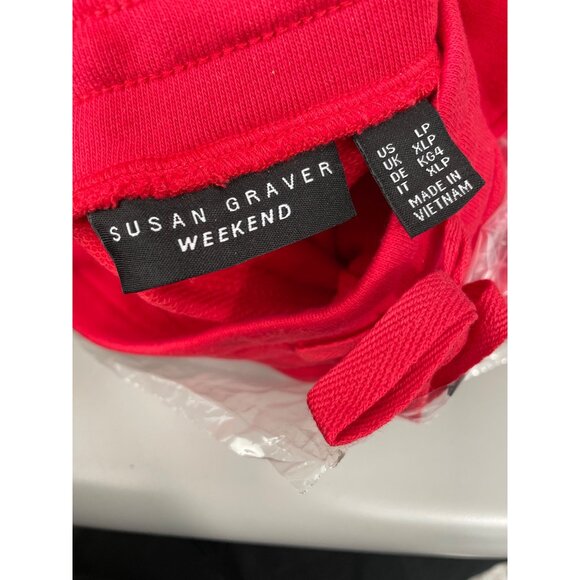 SUSAN GRAVER
WEEKEND
US LP
UK XLP
DE KG4
IT XLP
MADE IN
VIETNAM